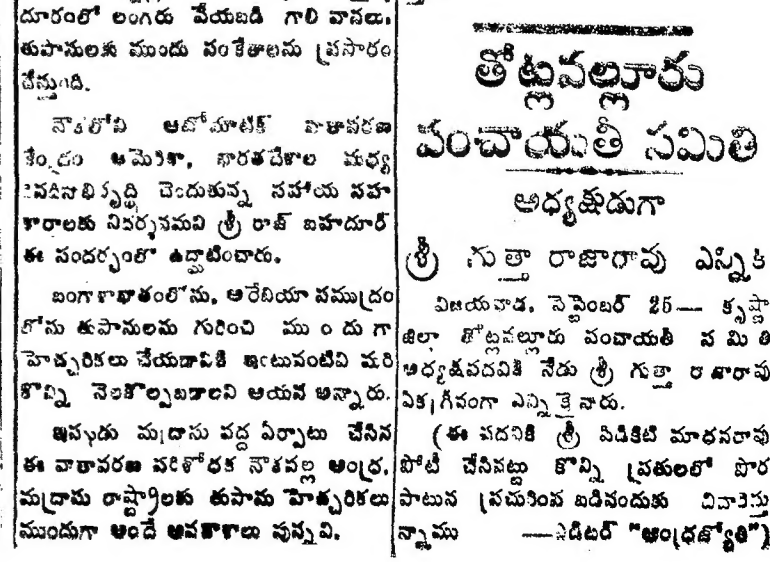 దూరంలో లంగరు వేయబడి గాలి వానలు,
తుపానులకు ముందు సంకేతాలను ప్రసారం
చేస్తుంది.
నౌకలోని ఆటోమాటిక్ వాతావరణ
కేంద్రం అమెరికా, భారతదేశాల మధ్య
చెందుతున్న సహాయ సహ
కారాలకు నిదర్శనమని శ్రీ రాజ్ బహదూర్
ఈ సందర్భంలో ఉద్ఘాటించారు.
బంగాళాఖాతంలోను, అరేబియా సముద్రం
లోను తుపానులను గురించి ముందుగా
హెచ్చరికలు చేయడానికి ఇటువంటివి మరి
కొన్ని నెలకొల్పబడాలని ఆయన అన్నారు.
ఇప్పుడు మద్రాసు వద్ద ఏర్పాటు చేసిన
ఈ వాతావరణ పరిశోధక నౌకవల్ల ఆంధ్ర,
మద్రాసు రాష్ట్రాలకు తుపాను హెచ్చరికలు
ముందుగా అందే అవకాశాలు వున్నవి.
తోట్లవల్లూరు
పంచాయతీ సమితి
అధ్యక్షుడుగా
శ్రీ గుత్తా రాజారావు ఎన్నిక
విజయవాడ, సెప్టెంబర్ 25— కృష్ణా
జిల్లా తోట్లవల్లూరు పంచాయతీ సమితి
అధ్యక్షపదవికి నేడు శ్రీ గుత్తా రాజారావు
ఏకగ్రీవంగా ఎన్నికైనారు.
(ఈ పదవికి శ్రీ పిడికిటి మాధవరావు
పోటీ చేసినట్టు కొన్ని ప్రతులలో పొర
పాటున ప్రచురింప బడినందుకు విచారిస్తు
న్నాము —ఎడిటర్ "ఆంధ్రజ్యోతి")